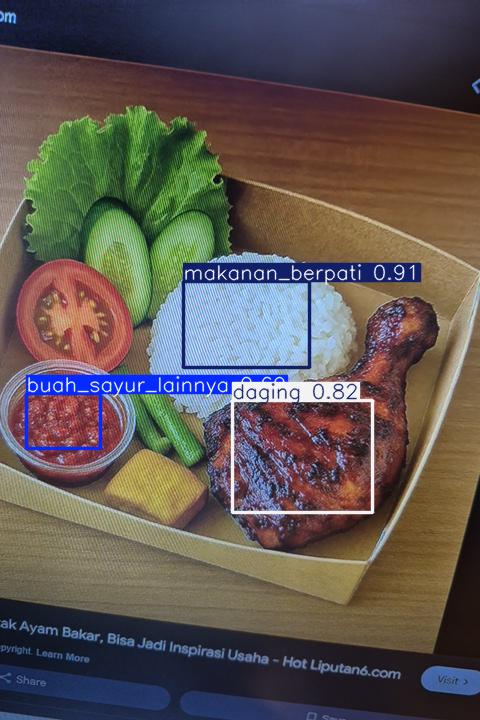 om
makanan_berpati 0.91
buah_sayur_lainnya
daging 0.82
ak Ayam Bakar, Bisa Jadi Inspirasi Usaha - Hot Liputan6.com
opyright. Learn More
Share
Visit >